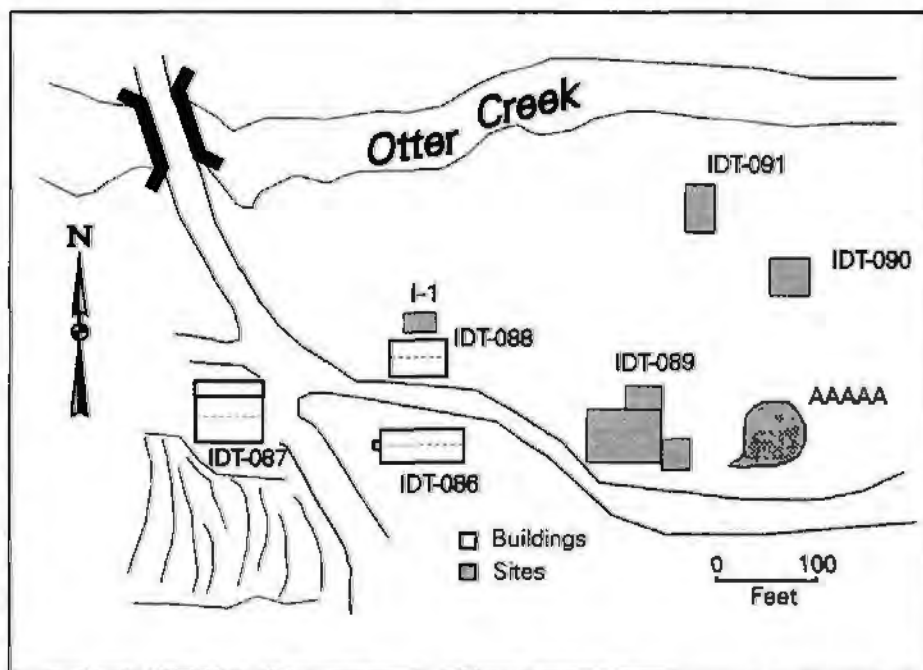 Otter Creek
IDT-091
N
IDT-090
I-1
IDT-088
IDT-089
AAAAA
IDT-087
IDT-086
Buildings
Sites
0 100
Feet